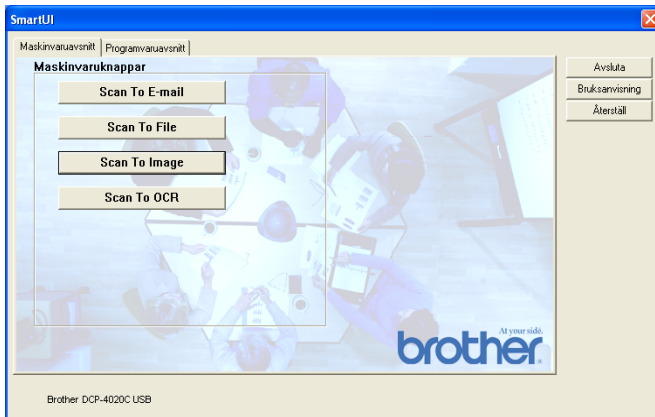 SmartUI
Maskinvaruavsnitt
Programvaruavsnitt
Maskinvaruknappar
Scan To E-mail
Scan To File
Scan To Image
Scan To OCR
Avsluta
Bruksanvisning
Återställ
At your side.
brother
Brother DCP-4020C USB